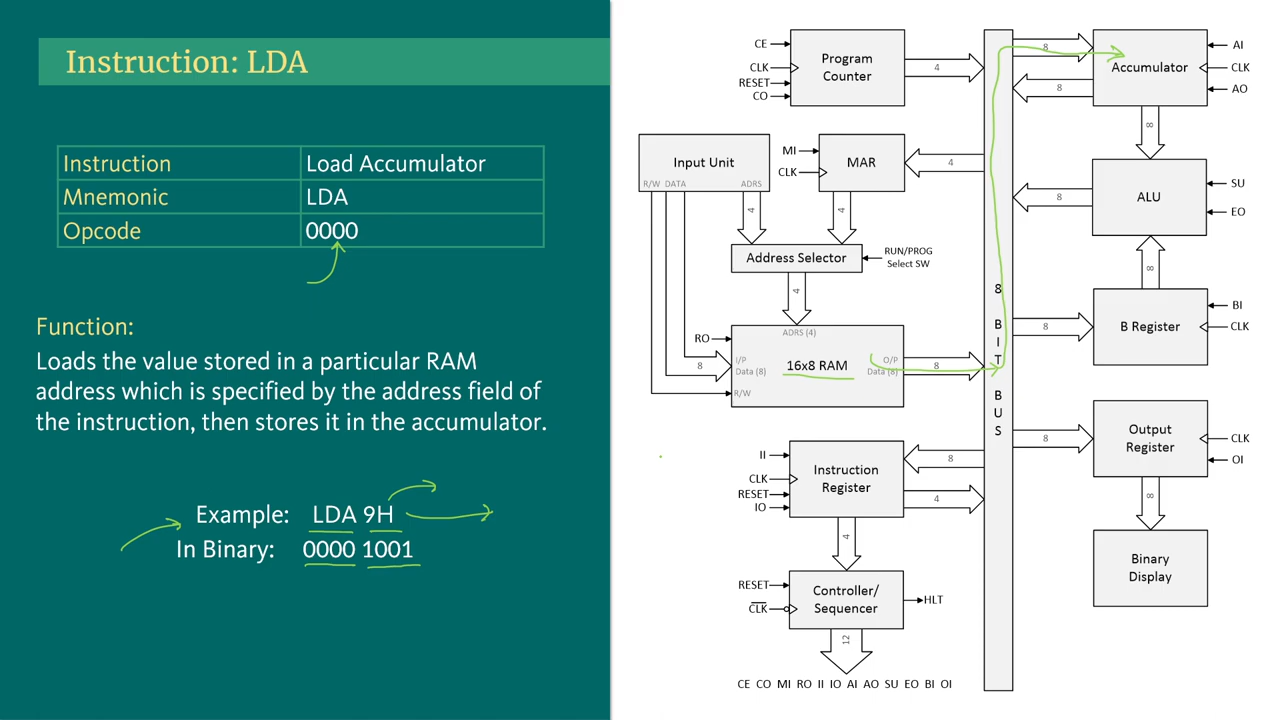 Instruction: LDA
Instruction Load Accumulator
Mnemonic LDA
Opcode 0000
Function:
Loads the value stored in a particular RAM
address which is specified by the address field of
the instruction, then stores it in the accumulator.
Example: LDA 9H
In Binary: 0000 1001
CE
CLK
RESET
CO
Program
Counter
4
8
8
Accumulator
AI
CLK
AO
8
Input Unit
R/W DATA ADRS
MI
CLK
MAR
4
4
4
Address Selector
RUN/PROG
Select SW
4
ALU
SU
EO
8
8
RO
ADRS (4)
I/P
Data (8)
R/W
16x8 RAM
O/P
Data (8)
8
8
8
B
I
T
B
U
S
8
B Register
BI
CLK
II
CLK
RESET
IO
Instruction
Register
8
4
4
8
Output
Register
CLK
OI
8
Binary
Display
RESET
CLK
Controller/
Sequencer
HLT
12
CE CO MI RO II IO AI AO SU EO BI OI